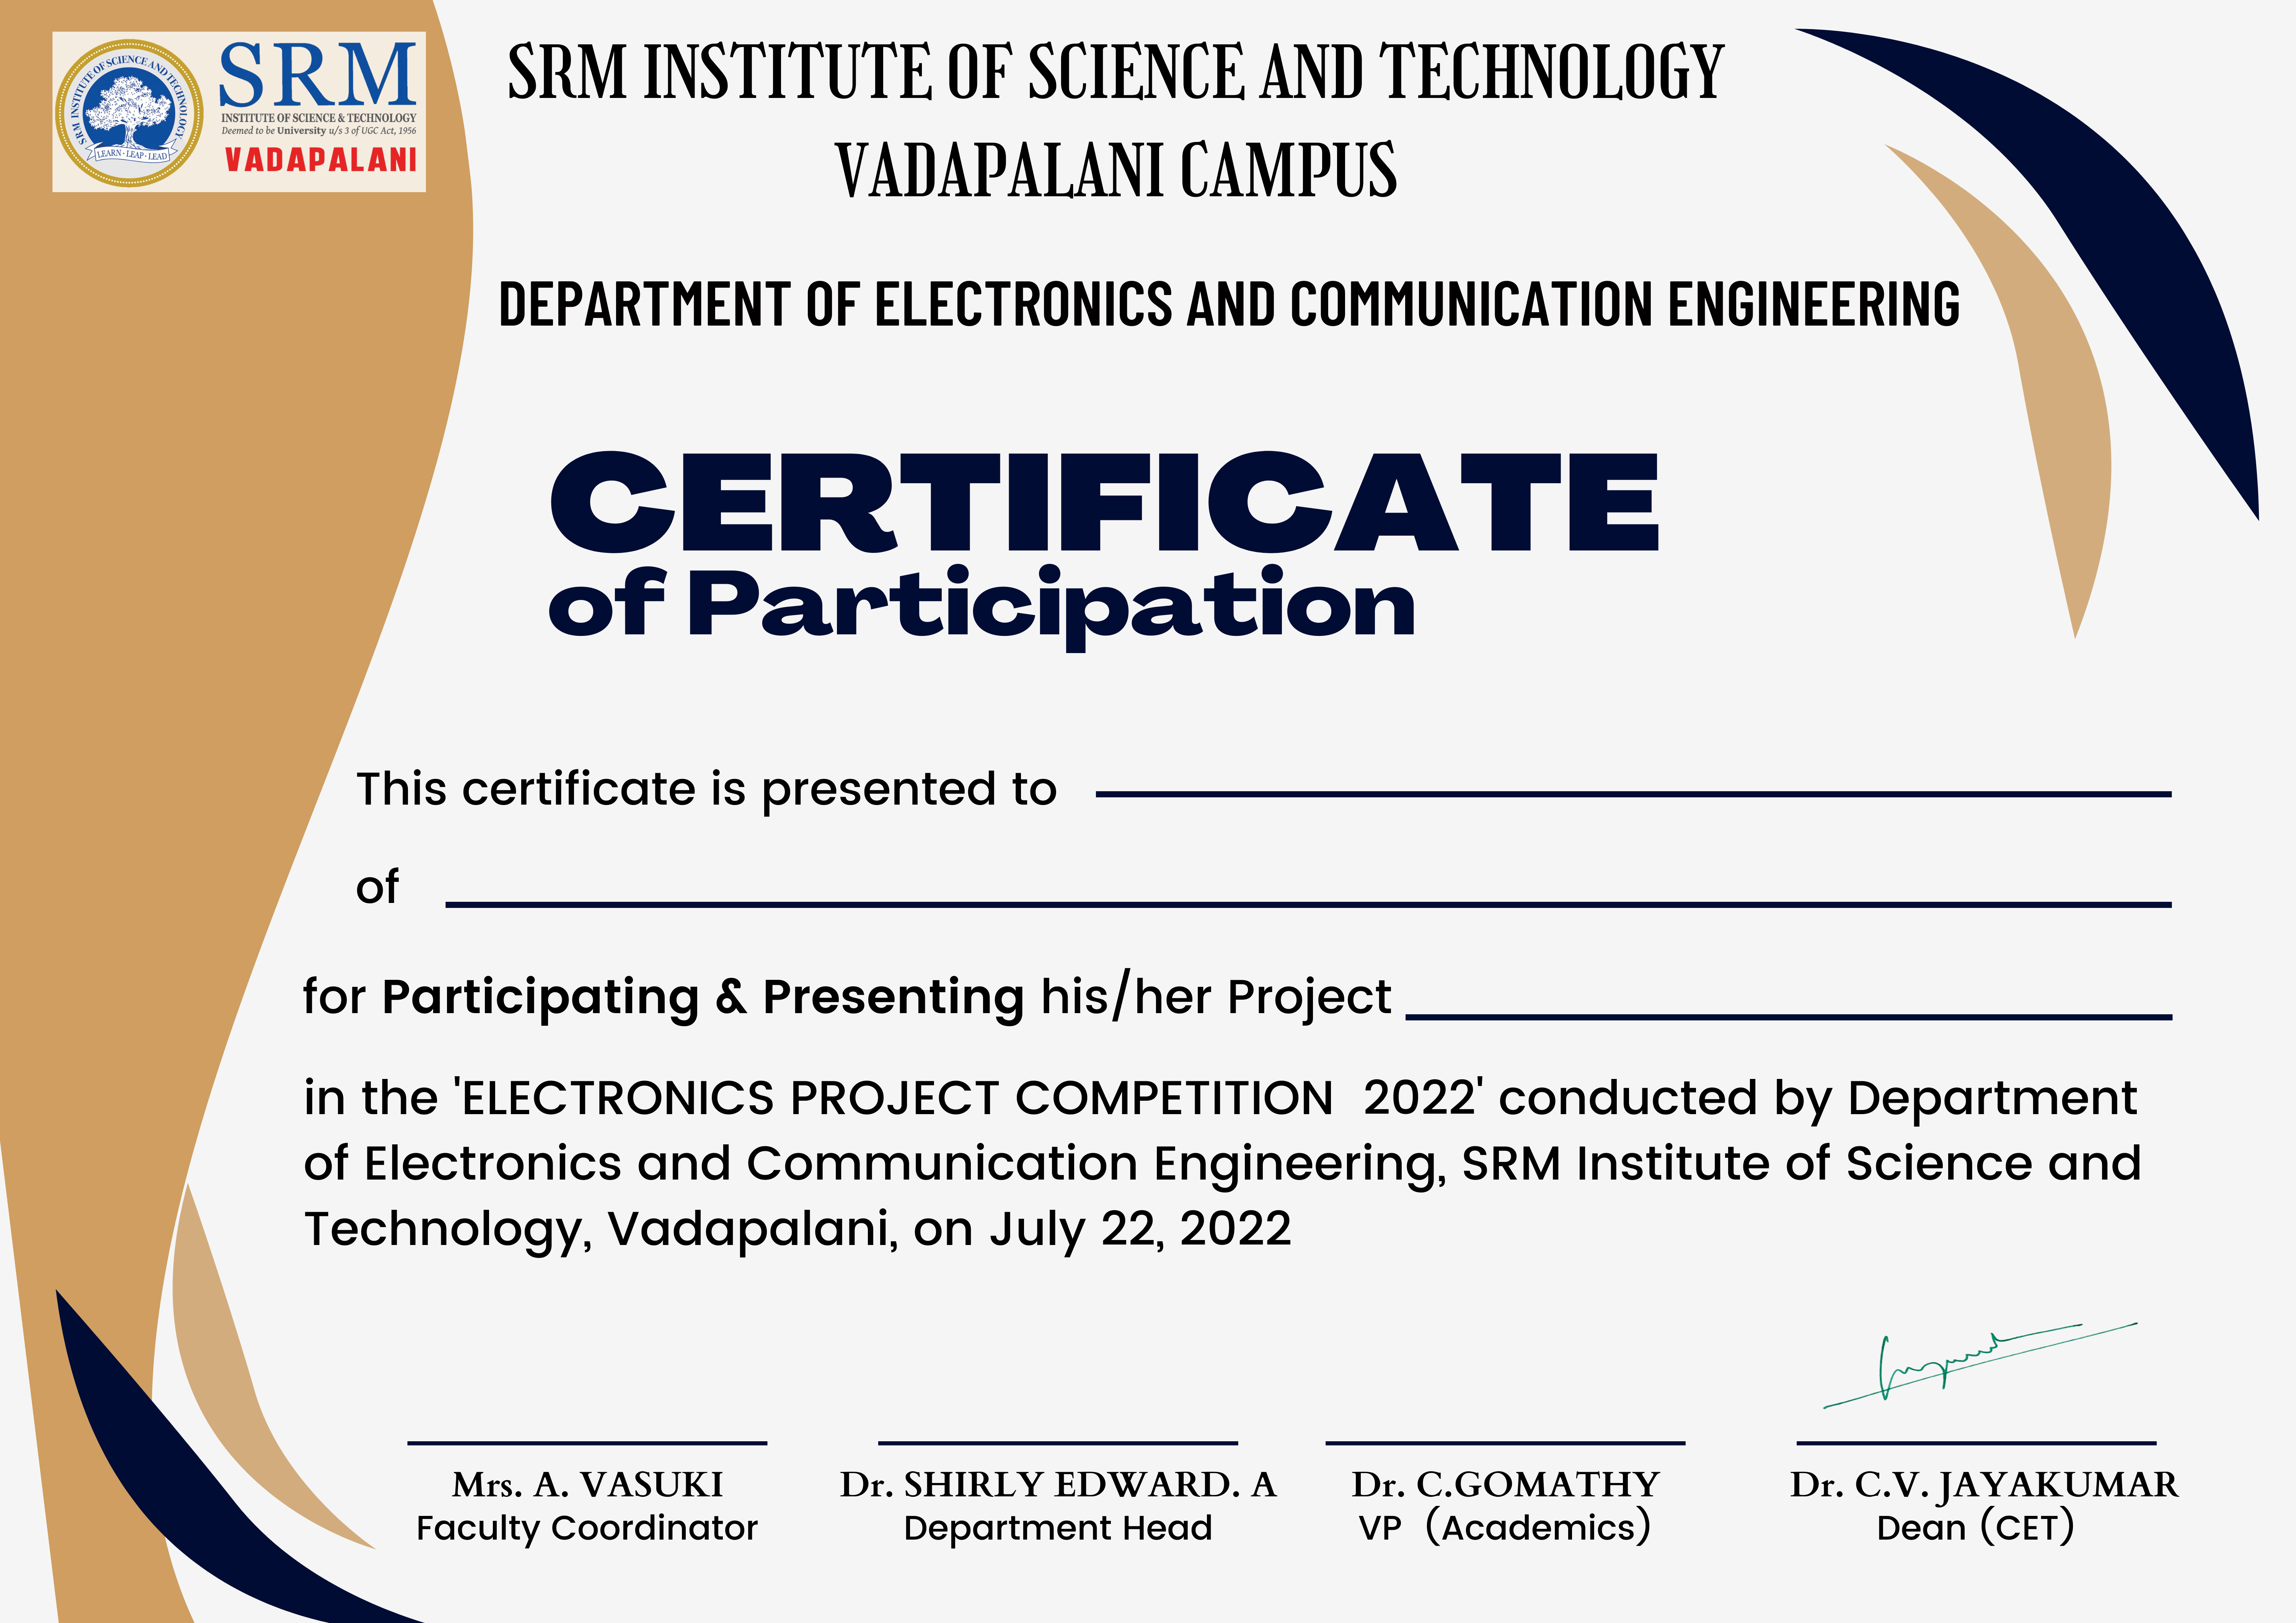 SRM INSTITUTE OF SCIENCE AND TECHNOLOGY
LEARN - LEAP - LEAD
SRM
INSTITUTE OF SCIENCE & TECHNOLOGY
Deemed to be University u/s 3 of UGC Act, 1956
VADAPALANI
SRM INSTITUTE OF SCIENCE AND TECHNOLOGY
VADAPALANI CAMPUS
DEPARTMENT OF ELECTRONICS AND COMMUNICATION ENGINEERING
CERTIFICATE
of Participation
This certificate is presented to
of
for Participating & Presenting his/her Project
in the 'ELECTRONICS PROJECT COMPETITION 2022' conducted by Department
of Electronics and Communication Engineering, SRM Institute of Science and
Technology, Vadapalani, on July 22, 2022
Mrs. A. VASUKI
Faculty Coordinator
Dr. SHIRLY EDWARD. A
Department Head
Dr. C.GOMATHY
VP (Academics)
Dr. C.V. JAYAKUMAR
Dean (CET)